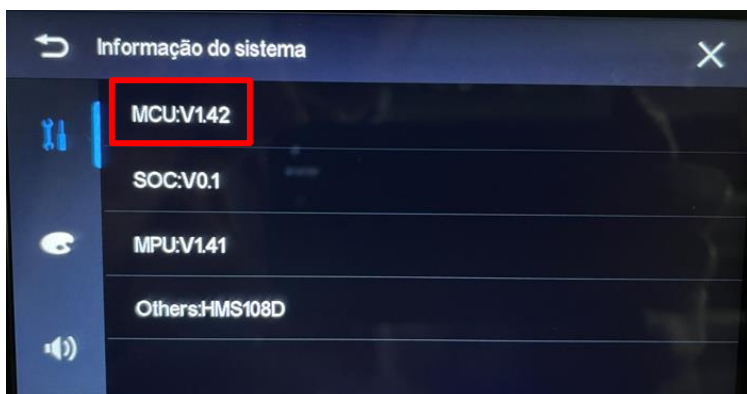 Informação do sistema
MCU:V1.42
SOC:V0.1
MPU:V1.41
Others:HMS108D